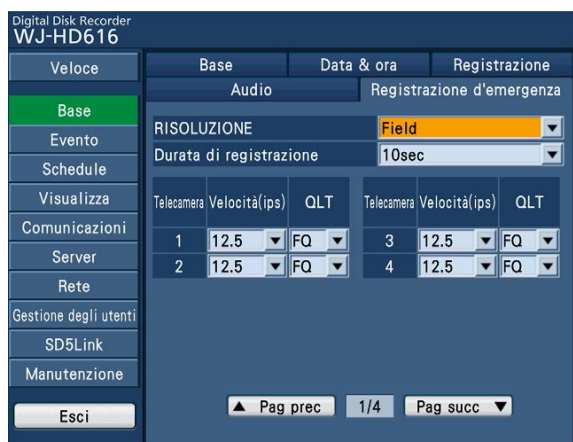 Digital Disk Recorder
WJ-HD616
Veloce
Base
Evento
Schedule
Visualizza
Comunicazioni
Server
Rete
Gestione degli utenti
SD5Link
Manutenzione
Esci
Base Data & ora Registrazione
Audio Registrazione d'emergenza
RISOLUZIONE Field
Durata di registrazione 10sec
Telecamera Velocità(ips) QLT Telecamera Velocità(ips) QLT
1 12.5 FQ 3 12.5 FQ
2 12.5 FQ 4 12.5 FQ
Pag prec 1/4 Pag succ